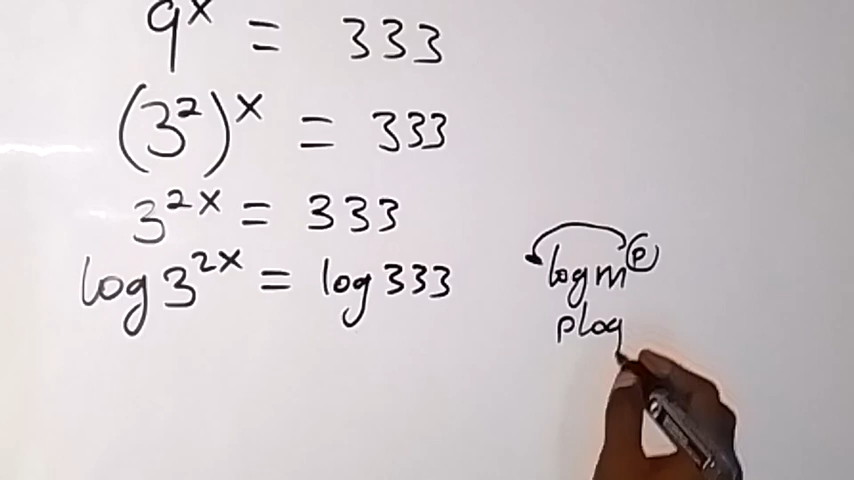 9^x = 333
(3^2)^x = 333
3^2x = 333
log 3^2x = log 333
log m^p
plog